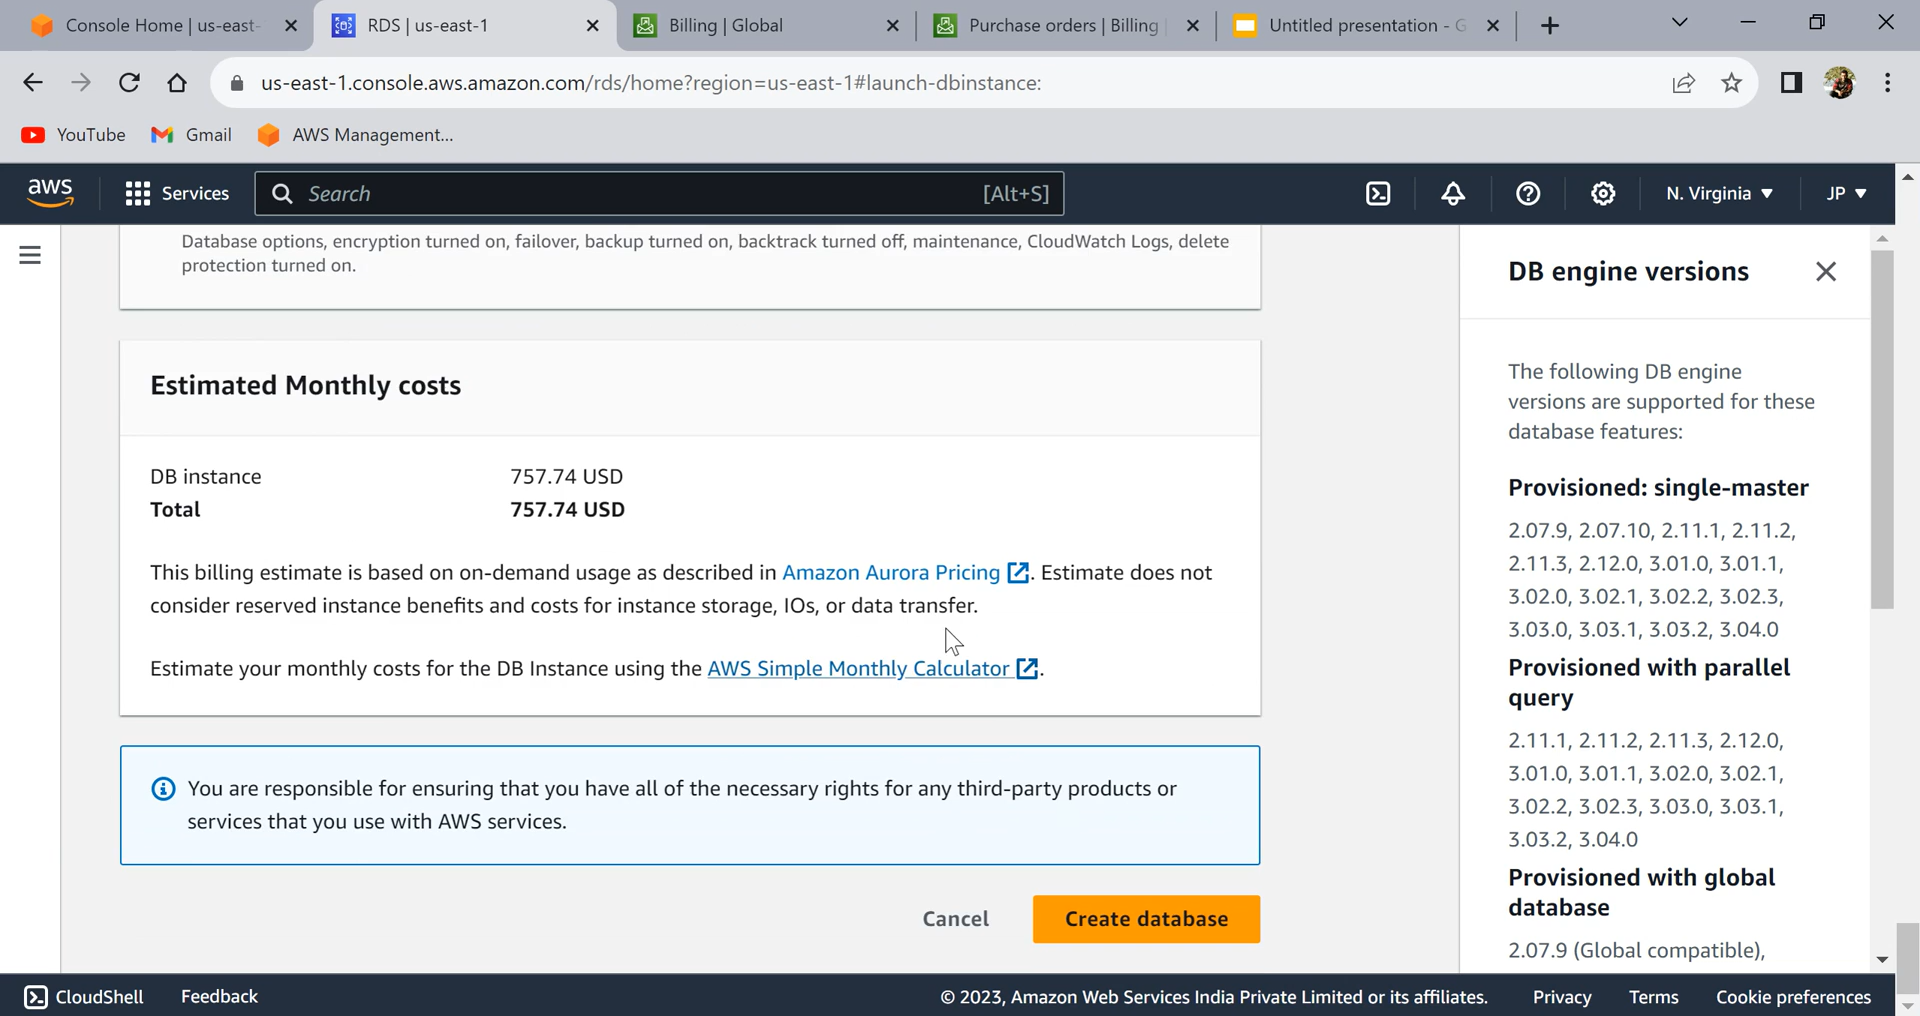 Console Home | us-east-
RDS | us-east-1
Billing | Global
Purchase orders | Billing
Untitled presentation - G
us-east-1.console.aws.amazon.com/rds/home?region=us-east-1#launch-dbinstance:
YouTube
Gmail
AWS Management...
aws
Services
Search
[Alt+S]
N. Virginia
JP
Database options, encryption turned on, failover, backup turned on, backtrack turned off, maintenance, CloudWatch Logs, delete
protection turned on.
Estimated Monthly costs
DB instance 757.74 USD
Total 757.74 USD
This billing estimate is based on on-demand usage as described in Amazon Aurora Pricing. Estimate does not
consider reserved instance benefits and costs for instance storage, IOs, or data transfer.
Estimate your monthly costs for the DB Instance using the AWS Simple Monthly Calculator.
You are responsible for ensuring that you have all of the necessary rights for any third-party products or
services that you use with AWS services.
Cancel
Create database
DB engine versions
The following DB engine
versions are supported for these
database features:
Provisioned: single-master
2.07.9, 2.07.10, 2.11.1, 2.11.2,
2.11.3, 2.12.0, 3.01.0, 3.01.1,
3.02.0, 3.02.1, 3.02.2, 3.02.3,
3.03.0, 3.03.1, 3.03.2, 3.04.0
Provisioned with parallel
query
2.11.1, 2.11.2, 2.11.3, 2.12.0,
3.01.0, 3.01.1, 3.02.0, 3.02.1,
3.02.2, 3.02.3, 3.03.0, 3.03.1,
3.03.2, 3.04.0
Provisioned with global
database
2.07.9 (Global compatible),
CloudShell
Feedback
© 2023, Amazon Web Services India Private Limited or its affiliates.
Privacy
Terms
Cookie preferences